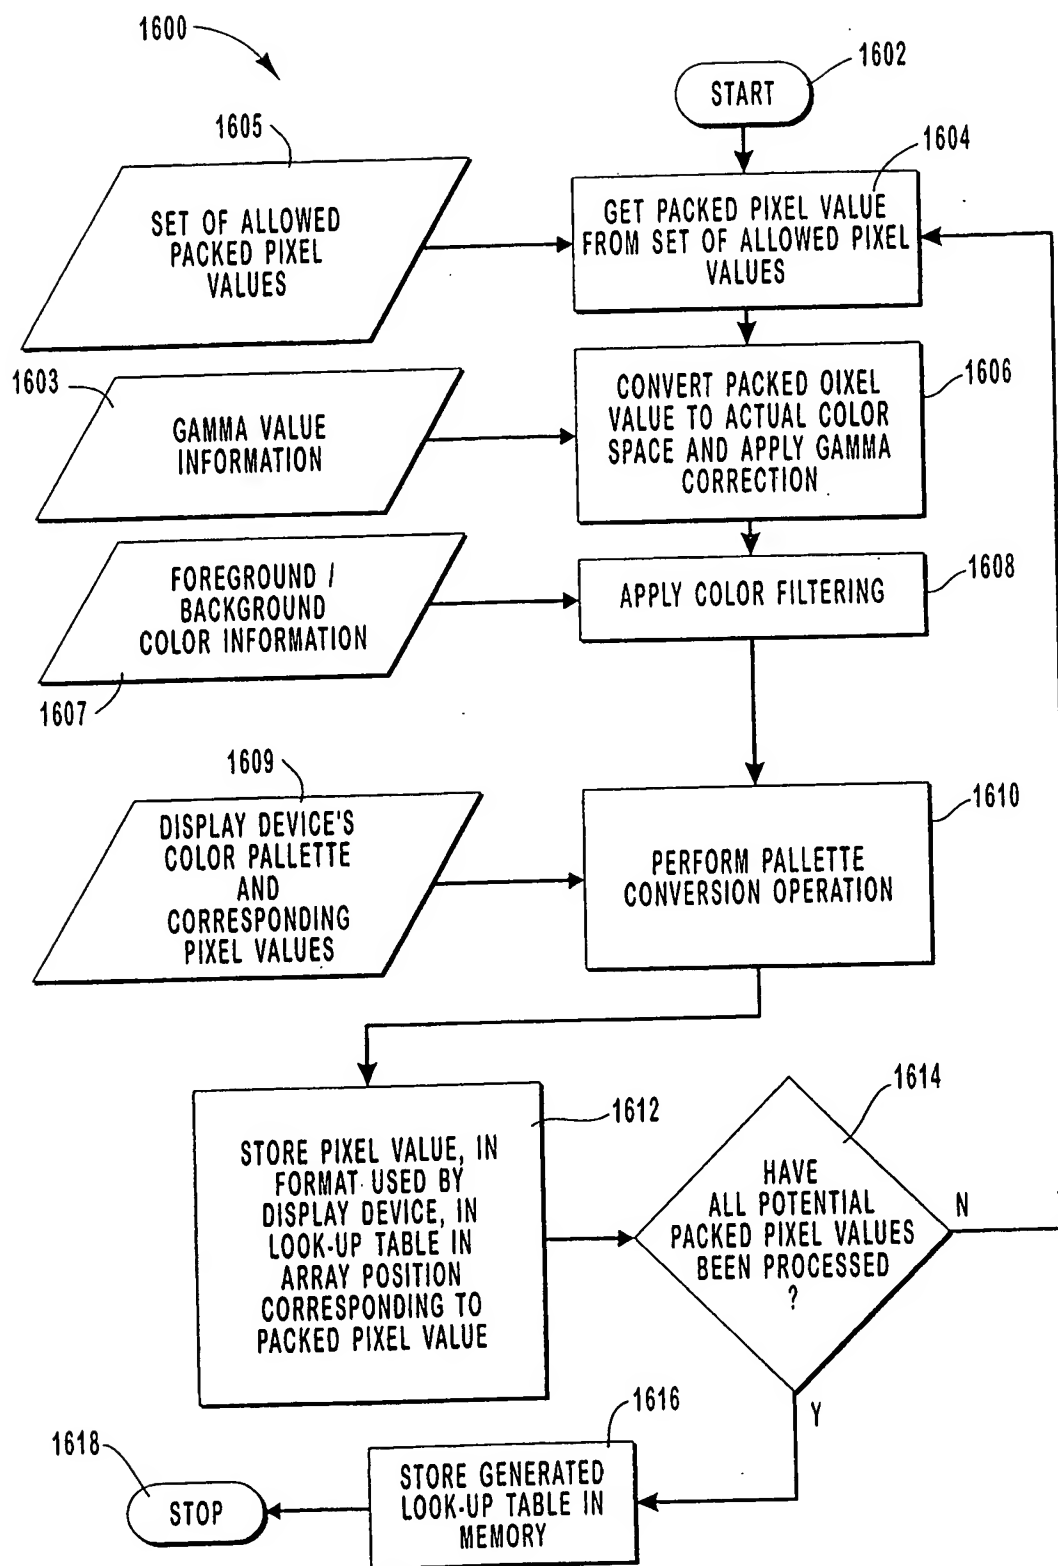 1600
1602
START
1605
1604
SET OF ALLOWED
PACKED PIXEL
VALUES
GET PACKED PIXEL VALUE
FROM SET OF ALLOWED PIXEL
VALUES
1603
GAMMA VALUE
INFORMATION
1606
CONVERT PACKED OIXEL
VALUE TO ACTUAL COLOR
SPACE AND APPLY GAMMA
CORRECTION
FOREGROUND /
BACKGROUND
COLOR INFORMATION
1607
1608
APPLY COLOR FILTERING
1609
DISPLAY DEVICE'S
COLOR PALLETTE
AND
CORRESPONDING
PIXEL VALUES
1610
PERFORM PALLETTE
CONVERSION OPERATION
1612
STORE PIXEL VALUE, IN
FORMAT USED BY
DISPLAY DEVICE, IN
LOOK-UP TABLE IN
ARRAY POSITION
CORRESPONDING TO
PACKED PIXEL VALUE
1614
HAVE
ALL POTENTIAL
PACKED PIXEL VALUES
BEEN PROCESSED
?
N
Y
1616
STORE GENERATED
LOOK-UP TABLE IN
MEMORY
1618
STOP